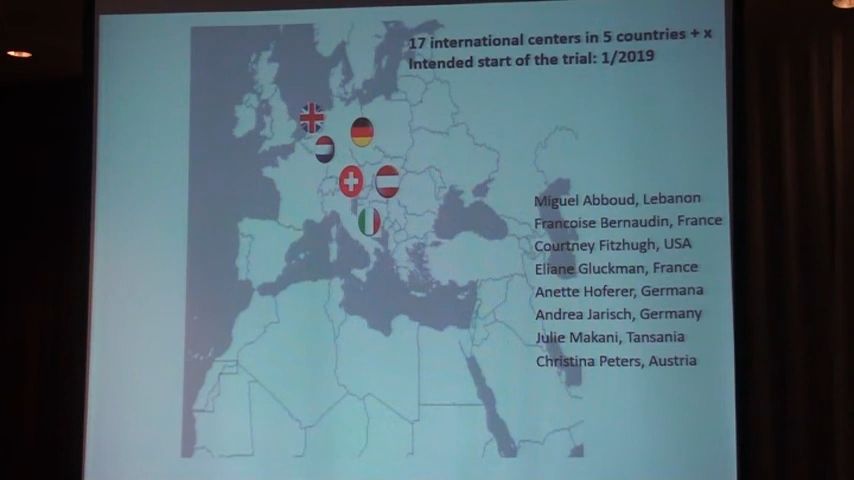 17 international centers in 5 countries + x
Intended start of the trial: 1/2019
Miguel Abboud, Lebanon
Francoise Bernaudin, France
Courtney Fitzhugh, USA
Eliane Gluckman, France
Anette Hoferer, Germana
Andrea Jarisch, Germany
Julie Makani, Tansania
Christina Peters, Austria